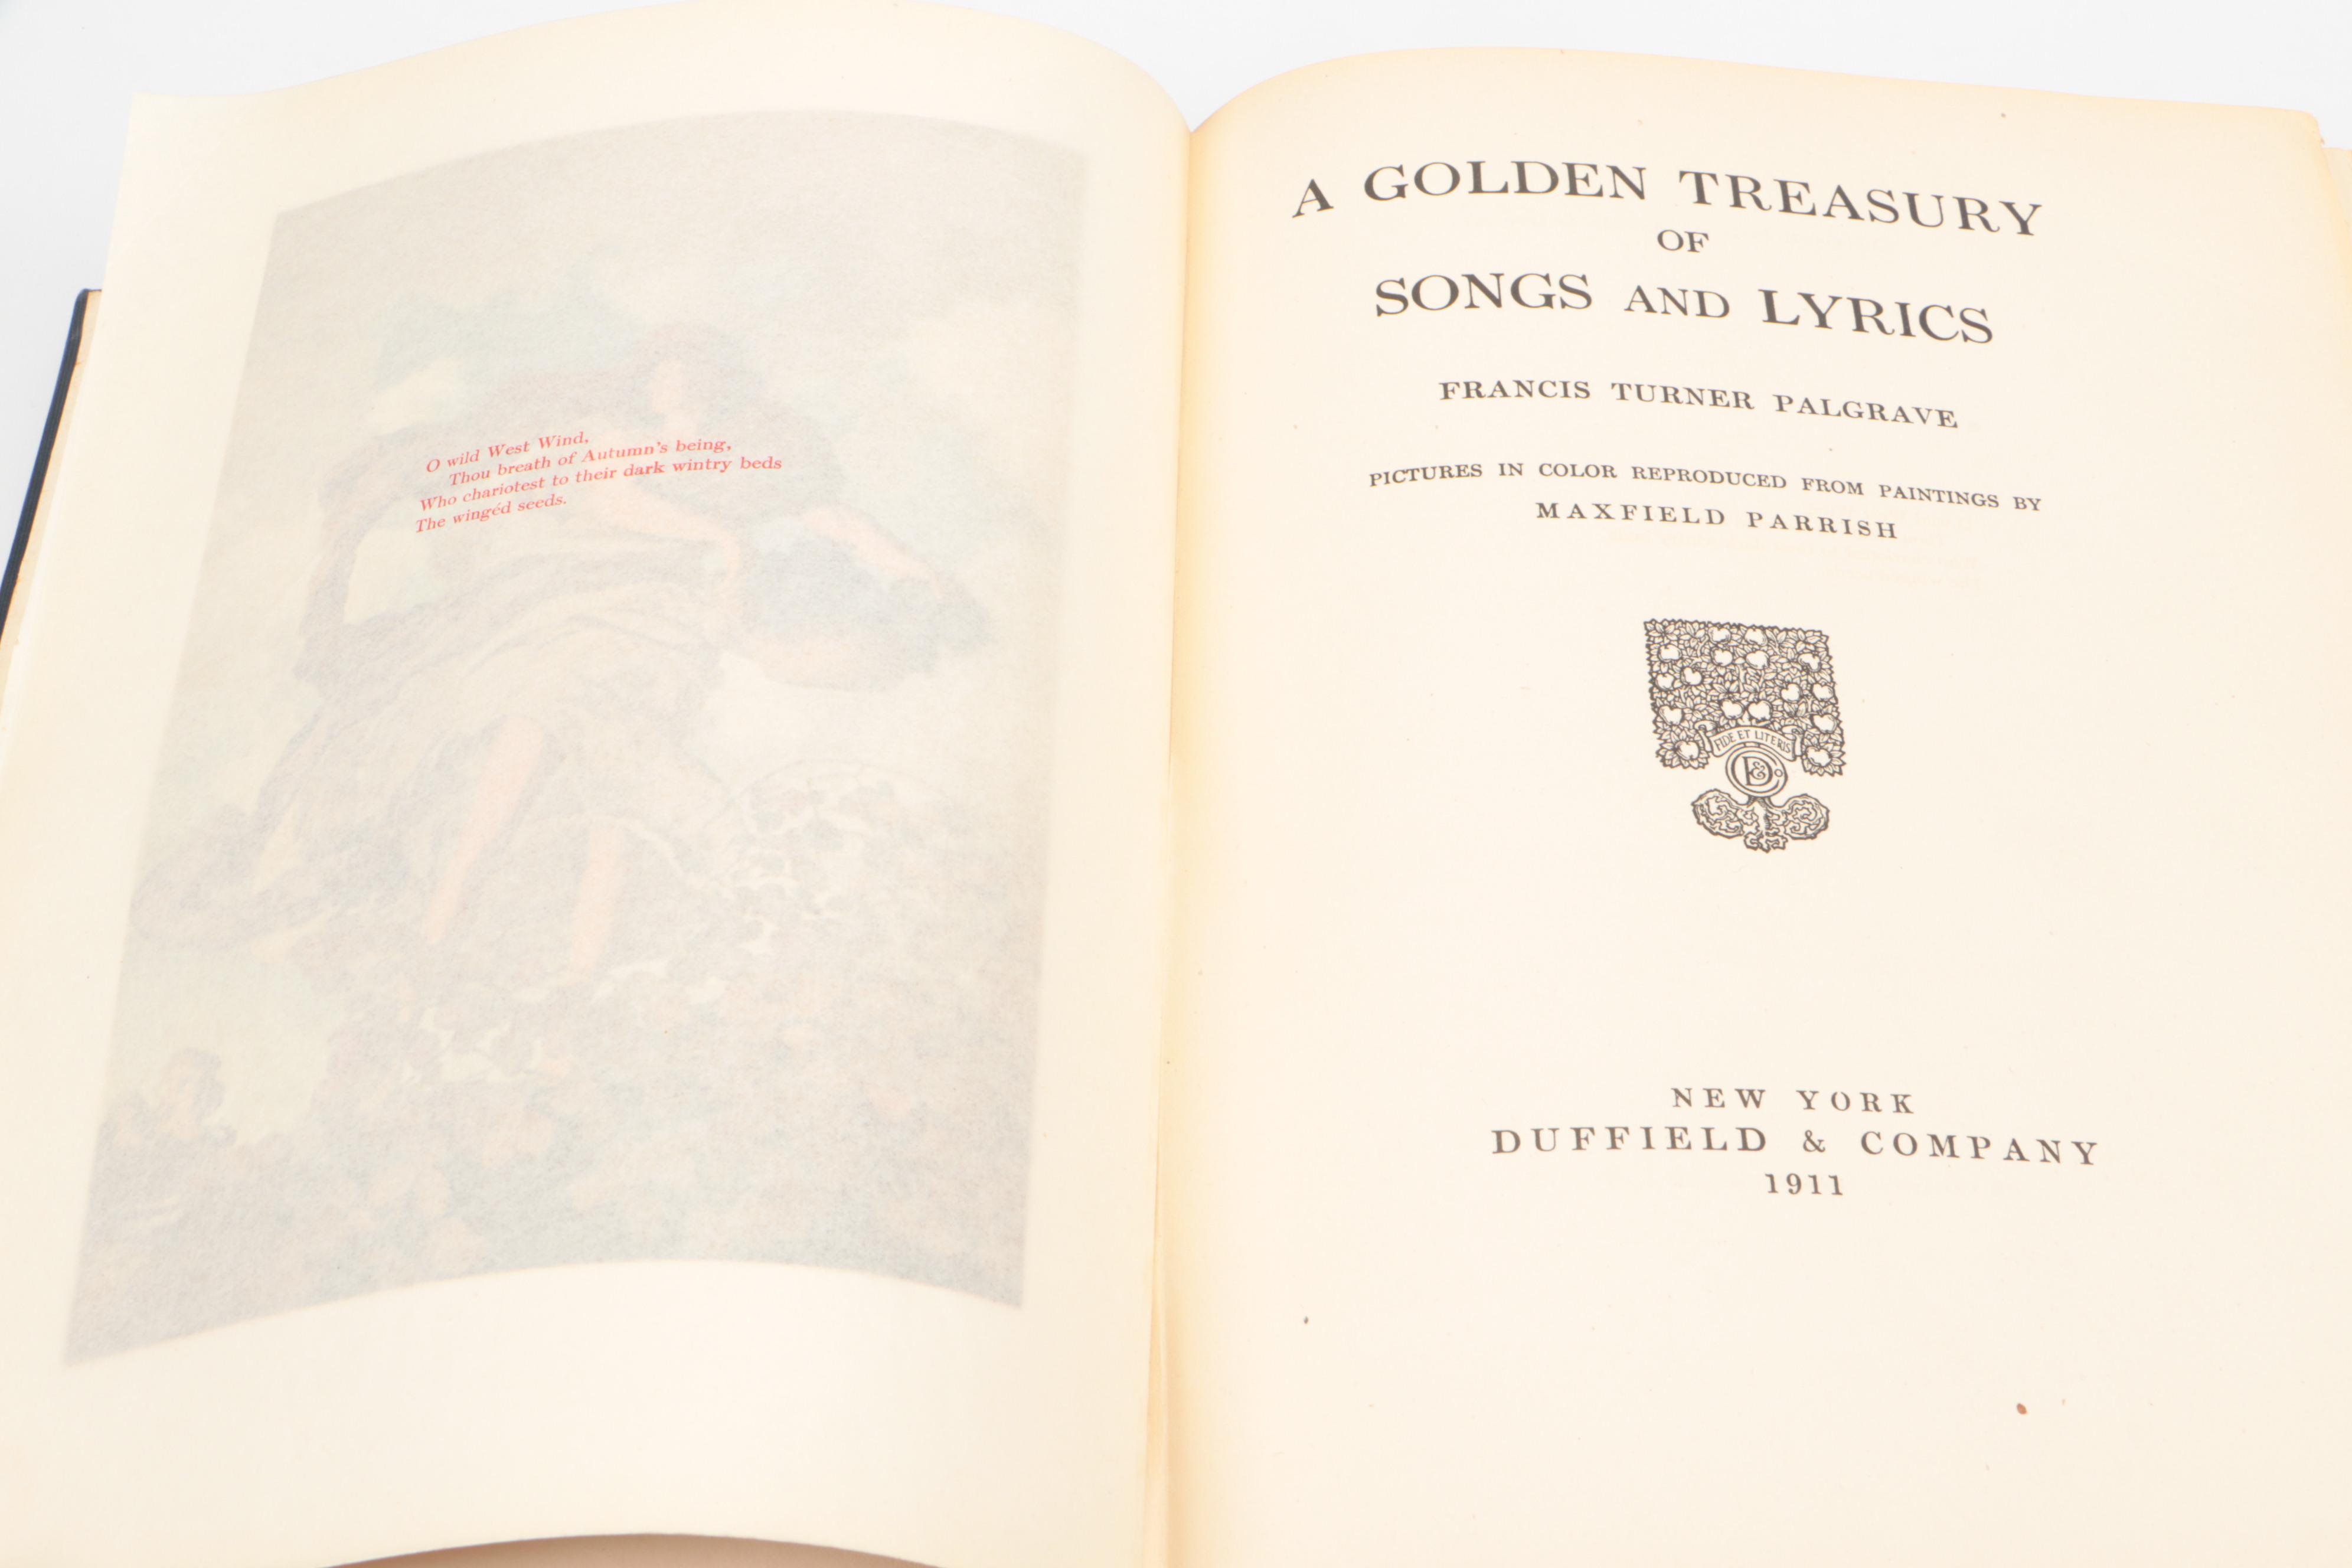 O wild West Wind,
Thou breath of Autumn's being,
Who chariotest to their dark wintry beds
The wingéd seeds.
A GOLDEN TREASURY
OF
SONGS AND LYRICS
FRANCIS TURNER PALGRAVE
PICTURES IN COLOR REPRODUCED FROM PAINTINGS BY
MAXFIELD PARRISH
FIDE ET LITERIS
D & Co
NEW YORK
DUFFIELD & COMPANY
1911